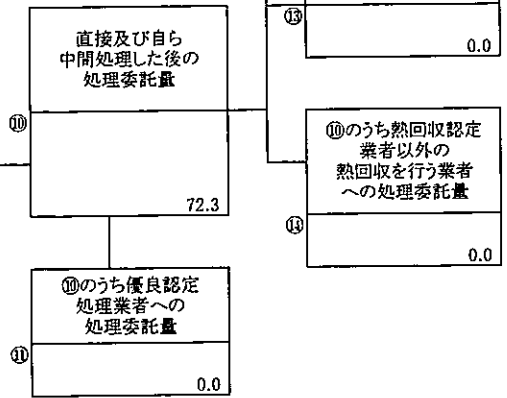 ⑬
0.0
直接及び自ら
中間処理した後の
処理委託量
⑩
72.3
⑩のうち熱回収認定
業者以外の
熱回収を行う業者
への処理委託量
⑭
0.0
⑩のうち優良認定
処理業者への
処理委託量
⑪
0.0